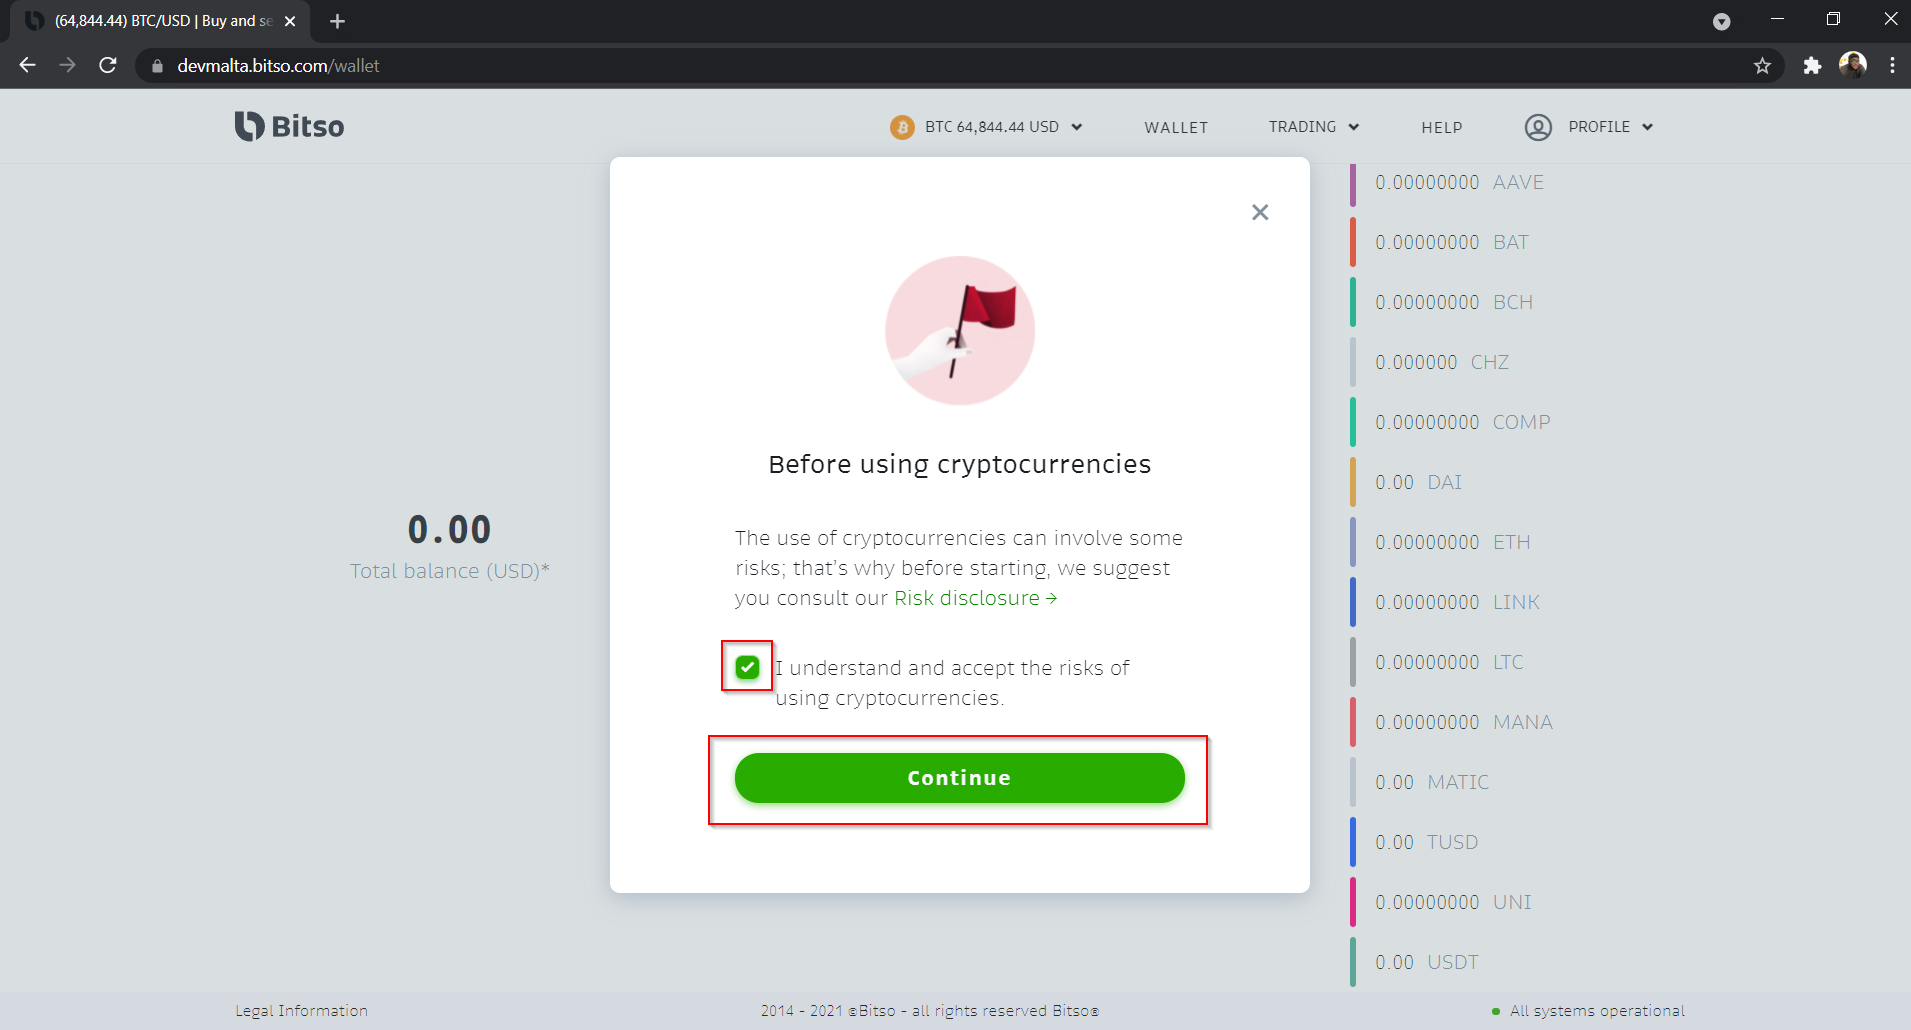 (64,844.44) BTC/USD | Buy and se
devmalta.bitso.com/wallet
Bitso
BTC 64,844.44 USD
WALLET
TRADING
HELP
PROFILE
Before using cryptocurrencies
The use of cryptocurrencies can involve some
risks; that's why before starting, we suggest
you consult our Risk disclosure →
I understand and accept the risks of
using cryptocurrencies.
Continue
0.00
Total balance (USD)*
0.00000000 AAVE
0.00000000 BAT
0.00000000 BCH
0.000000 CHZ
0.00000000 COMP
0.00 DAI
0.00000000 ETH
0.00000000 LINK
0.00000000 LTC
0.00000000 MANA
0.00 MATIC
0.00 TUSD
0.00000000 UNI
0.00 USDT
Legal Information
2014 - 2021 ©Bitso - all rights reserved Bitso®
All systems operational